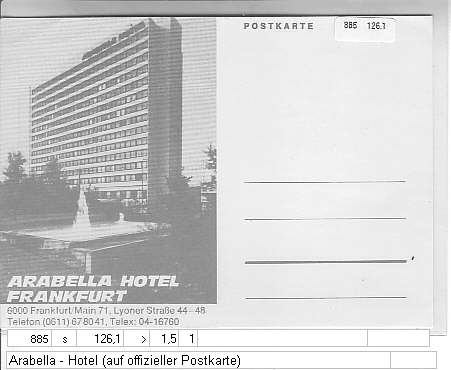 POSTKARTE
885 126,1
ARABELLA HOTEL
FRANKFURT
6000 Frankfurt/Main 71, Lyoner Straße 44-48
Telefon (0611) 678041, Telex: 04-16760
885 s 126,1 > 1,5 1
Arabella - Hotel (auf offizieller Postkarte)